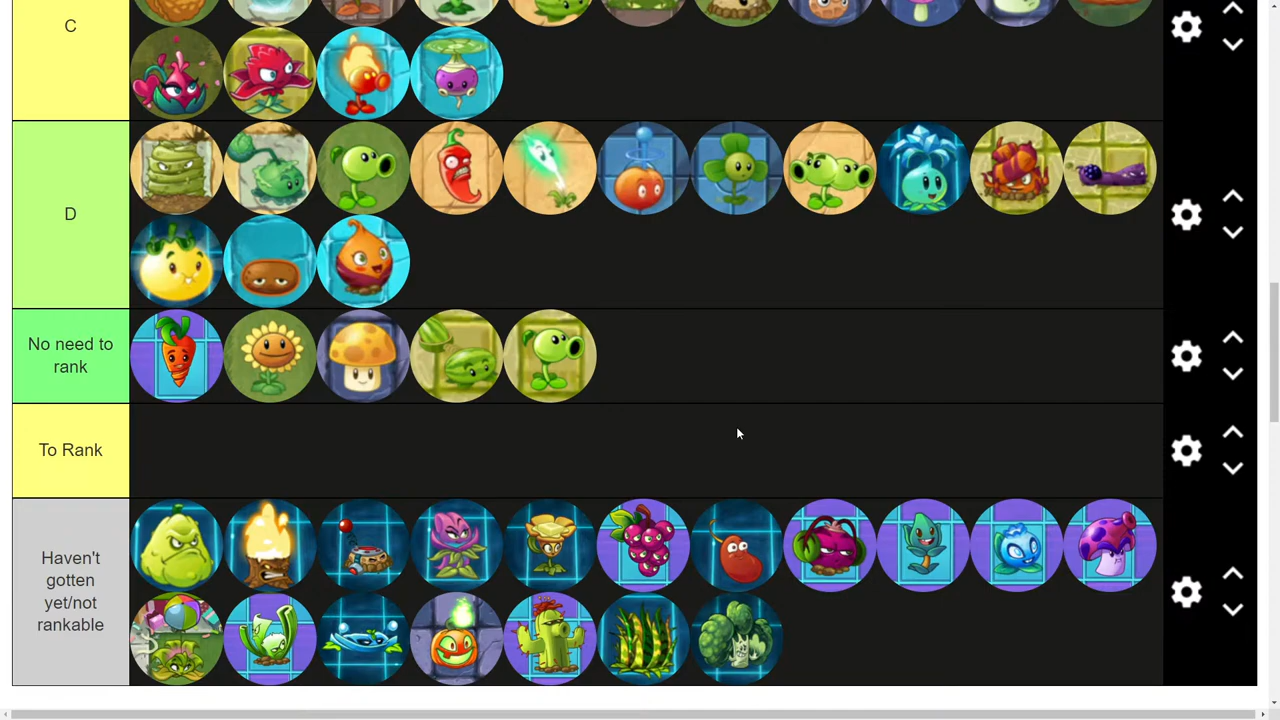 C
D
No need to
rank
To Rank
Haven't
gotten
yet/not
rankable